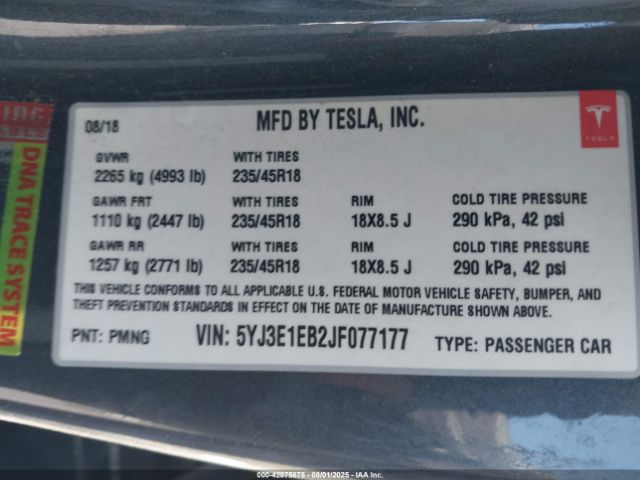 08/18
MFD BY TESLA, INC.
TESLA
GVWR WITH TIRES
2265 kg (4993 lb) 235/45R18
GAWR FRT WITH TIRES RIM COLD TIRE PRESSURE
1110 kg (2447 lb) 235/45R18 18X8.5 J 290 kPa, 42 psi
GAWR RR WITH TIRES RIM COLD TIRE PRESSURE
1257 kg (2771 lb) 235/45R18 18X8.5 J 290 kPa, 42 psi
THIS VEHICLE CONFORMS TO ALL APPLICABLE U.S. FEDERAL MOTOR VEHICLE SAFETY, BUMPER, AND
THEFT PREVENTION STANDARDS IN EFFECT ON THE DATE OF MANUFACTURE SHOWN ABOVE.
PNT: PMNG VIN: 5YJ3E1EB2JF077177 TYPE: PASSENGER CAR
DNA TRACE SYSTEM
000-42875875 - 08/01/2025 - IAA Inc.